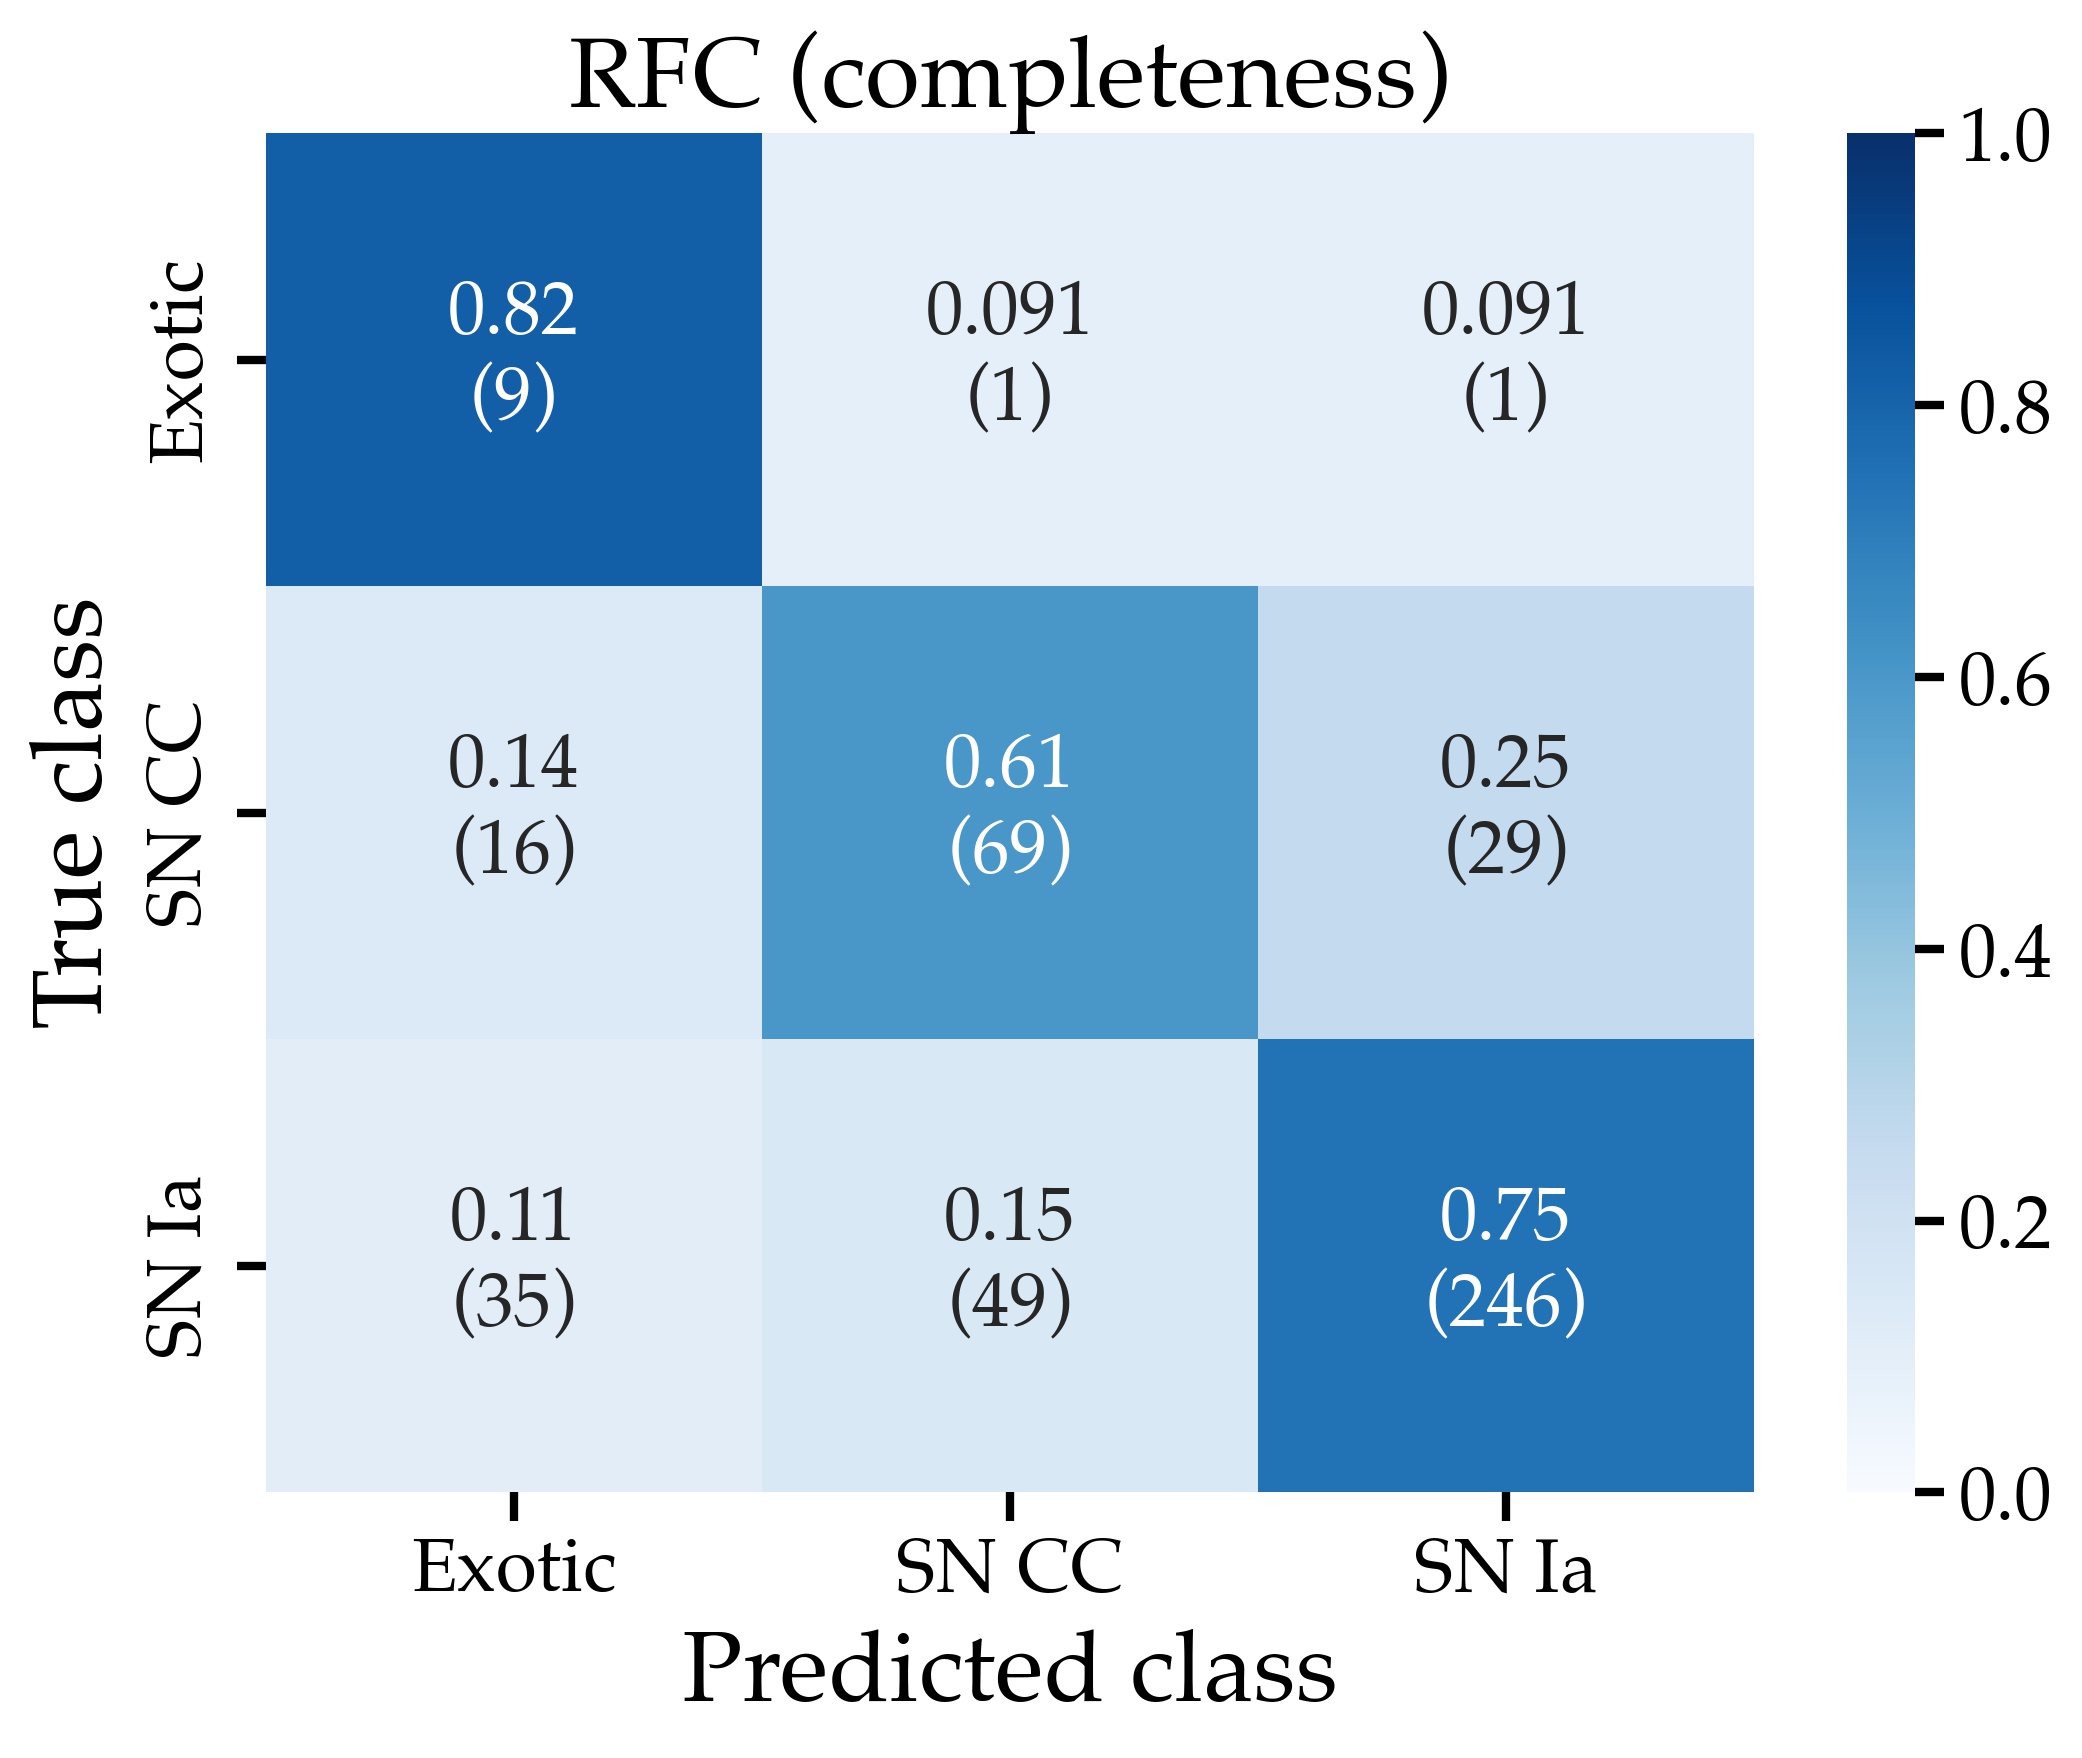 RFC (completeness)
True class
Exotic
SN CC
SN Ia
0.82
(9)
0.091
(1)
0.091
(1)
0.14
(16)
0.61
(69)
0.25
(29)
0.11
(35)
0.15
(49)
0.75
(246)
Exotic
SN CC
SN Ia
Predicted class
1.0
0.8
0.6
0.4
0.2
0.0